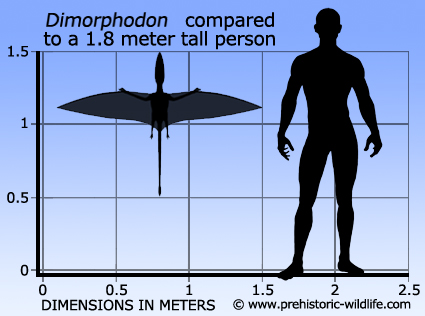 Dimorphodon compared
to a 1.8 meter tall person
1.5
1
0.5
0
0 0.5 1 1.5 2 2.5
DIMENSIONS IN METERS © www.prehistoric-wildlife.com